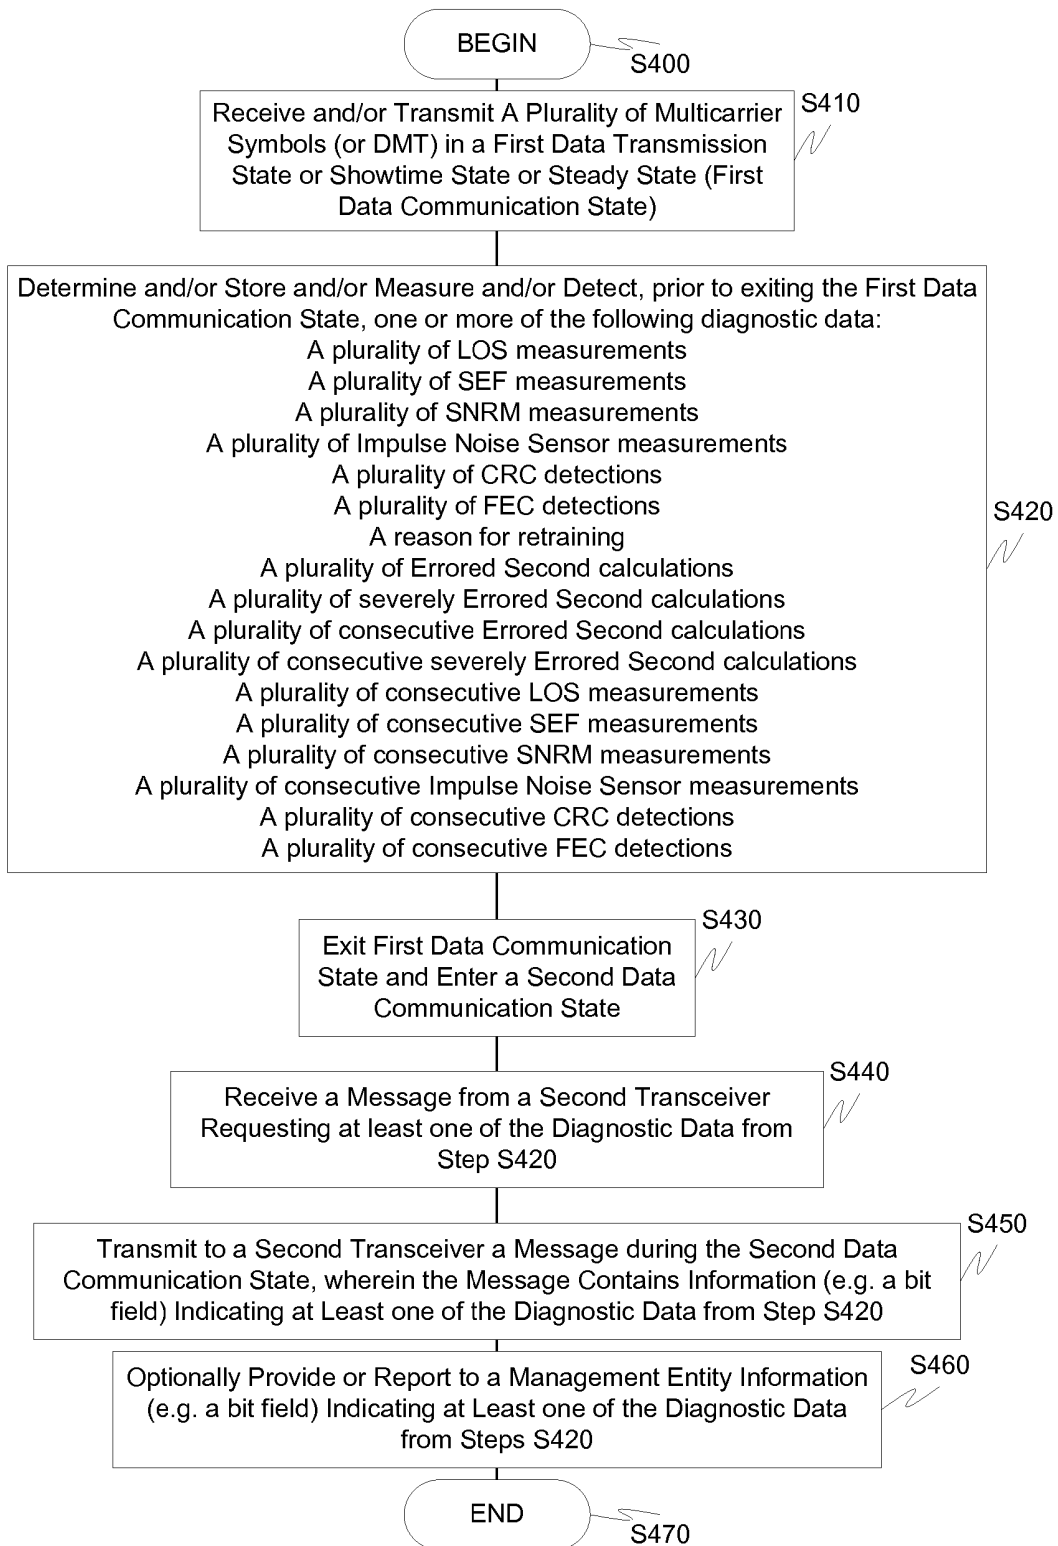 BEGIN
S400
S410
Receive and/or Transmit A Plurality of Multicarrier
Symbols (or DMT) in a First Data Transmission
State or Showtime State or Steady State (First
Data Communication State)
Determine and/or Store and/or Measure and/or Detect, prior to exiting the First Data
Communication State, one or more of the following diagnostic data:
A plurality of LOS measurements
A plurality of SEF measurements
A plurality of SNRM measurements
A plurality of Impulse Noise Sensor measurements
A plurality of CRC detections
A plurality of FEC detections
S420
A reason for retraining
A plurality of Errored Second calculations
A plurality of severely Errored Second calculations
A plurality of consecutive Errored Second calculations
A plurality of consecutive severely Errored Second calculations
A plurality of consecutive LOS measurements
A plurality of consecutive SEF measurements
A plurality of consecutive SNRM measurements
A plurality of consecutive Impulse Noise Sensor measurements
A plurality of consecutive CRC detections
A plurality of consecutive FEC detections
S430
Exit First Data Communication
State and Enter a Second Data
Communication State
S440
Receive a Message from a Second Transceiver
Requesting at least one of the Diagnostic Data from
Step S420
S450
Transmit to a Second Transceiver a Message during the Second Data
Communication State, wherein the Message Contains Information (e.g. a bit
field) Indicating at Least one of the Diagnostic Data from Step S420
S460
Optionally Provide or Report to a Management Entity Information
(e.g. a bit field) Indicating at Least one of the Diagnostic Data
from Steps S420
END
S470